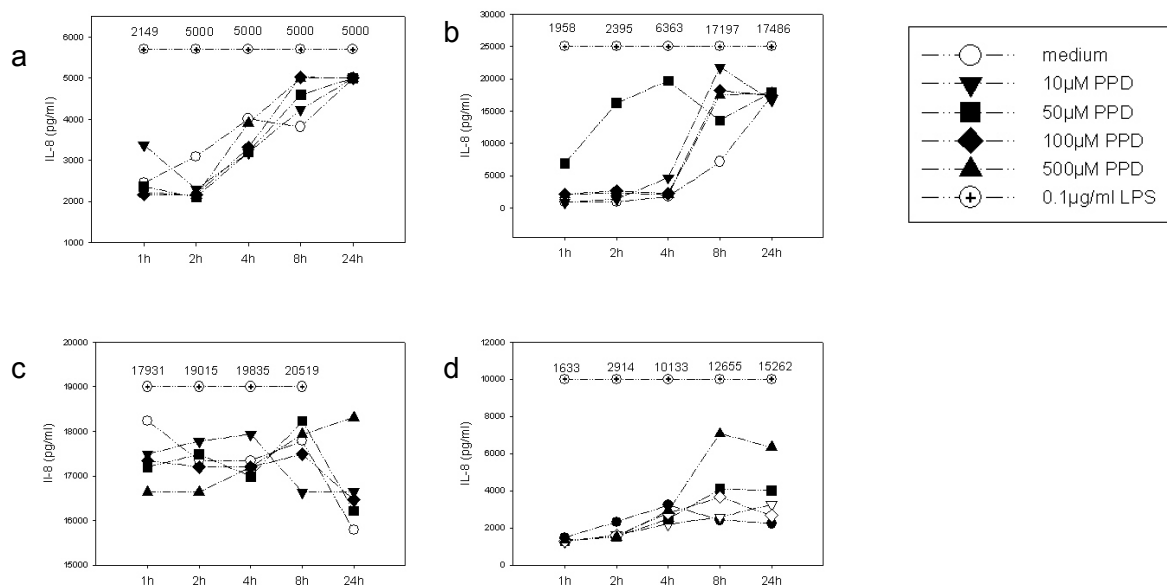 a
2149 5000 5000 5000 5000
6000
5000
4000
3000
2000
1000
IL-8 (pg/ml)
1h 2h 4h 8h 24h
b
1958 2395 6363 17197 17486
30000
25000
20000
15000
10000
5000
0
IL-8 (pg/ml)
1h 2h 4h 8h 24h
medium
10µM PPD
50µM PPD
100µM PPD
500µM PPD
0.1µg/ml LPS
c
17931 19015 19835 20519
20000
19000
18000
17000
16000
15000
Il-8 (pg/ml)
1h 2h 4h 8h 24h
d
1633 2914 10133 12655 15262
12000
10000
8000
6000
4000
2000
0
IL-8 (pg/ml)
1h 2h 4h 8h 24h